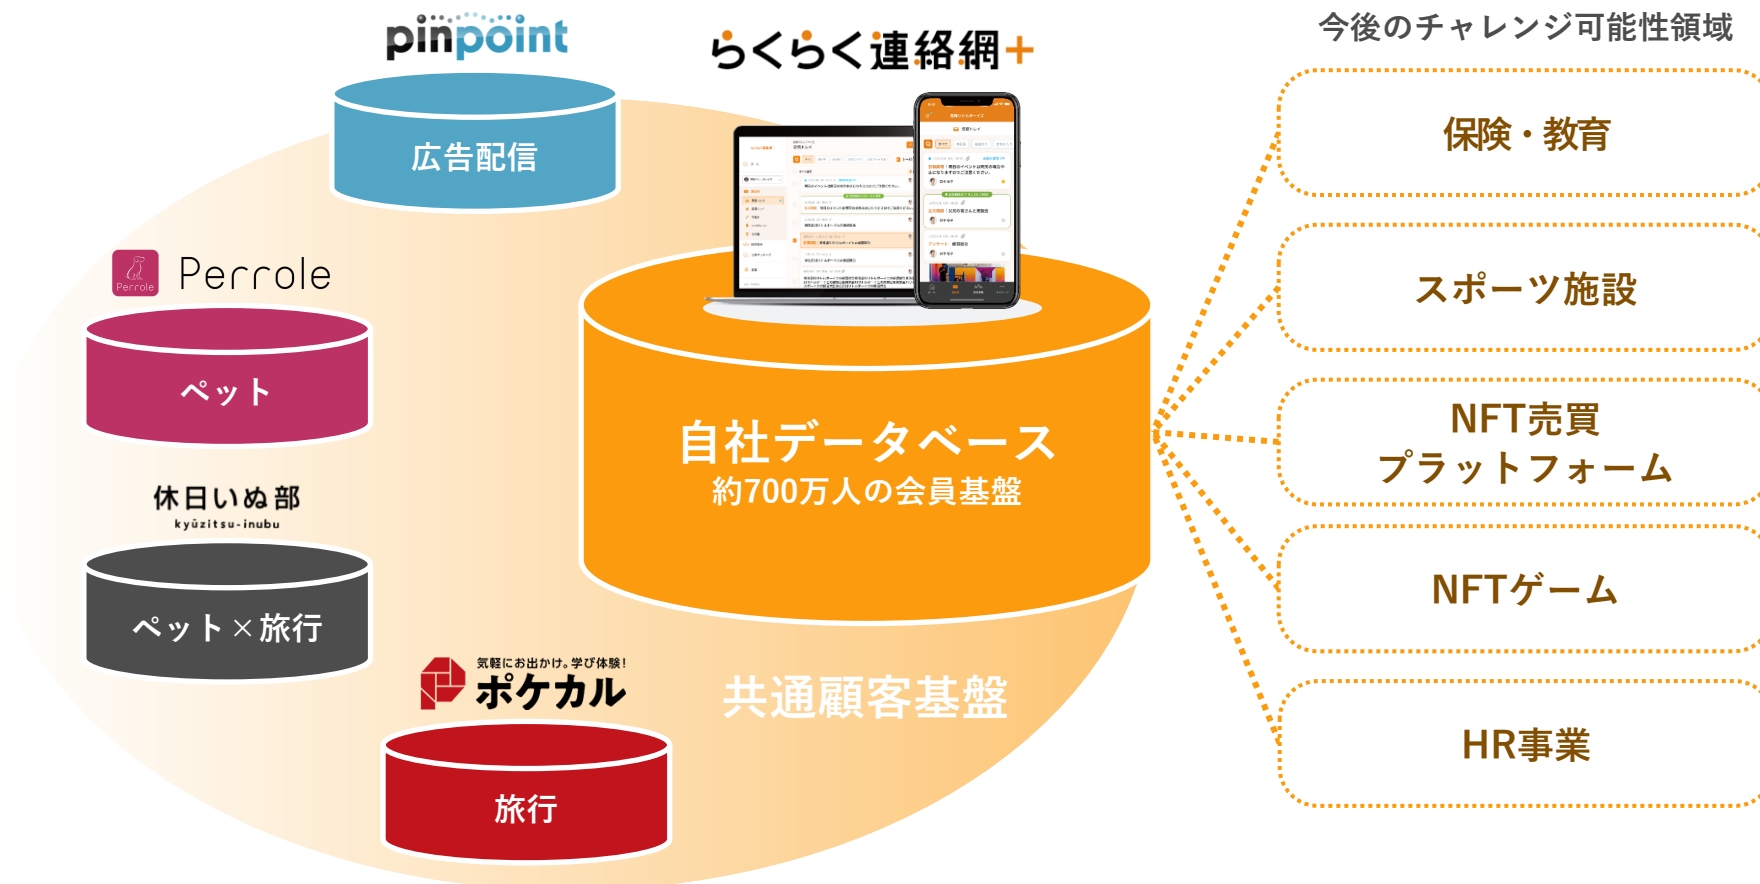 pinpoint
広告配信
らくらく連絡網+
Perrole
Perrole
ペット
休日いぬ部
kyūzitsu-inubu
ペット×旅行
気軽にお出かけ。学び体験！
ポケカル
旅行
自社データベース
約700万人の会員基盤
共通顧客基盤
今後のチャレンジ可能性領域
保険・教育
スポーツ施設
NFT売買
プラットフォーム
NFTゲーム
HR事業